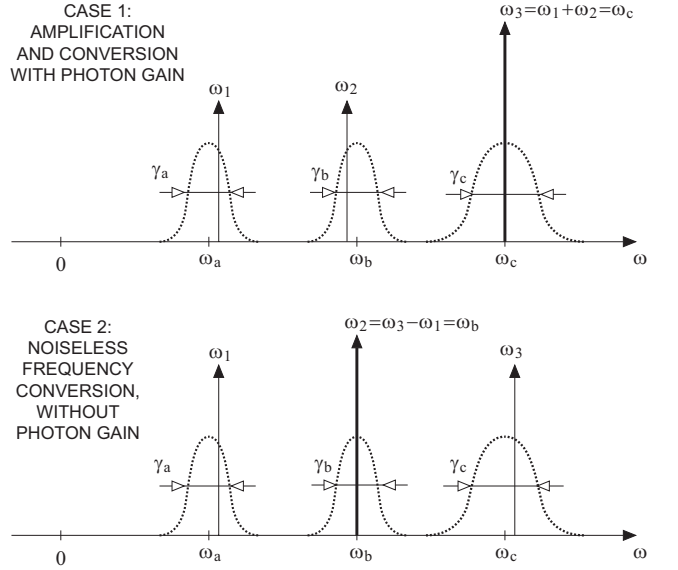 CASE 1:
AMPLIFICATION
AND CONVERSION
WITH PHOTON GAIN
ω3=ω1+ω2=ωc
ω1
ω2
γa
γb
γc
0
ωa
ωb
ωc
ω
CASE 2:
NOISELESS
FREQUENCY
CONVERSION,
WITHOUT
PHOTON GAIN
ω2=ω3−ω1=ωb
ω1
ω3
γa
γb
γc
0
ωa
ωb
ωc
ω